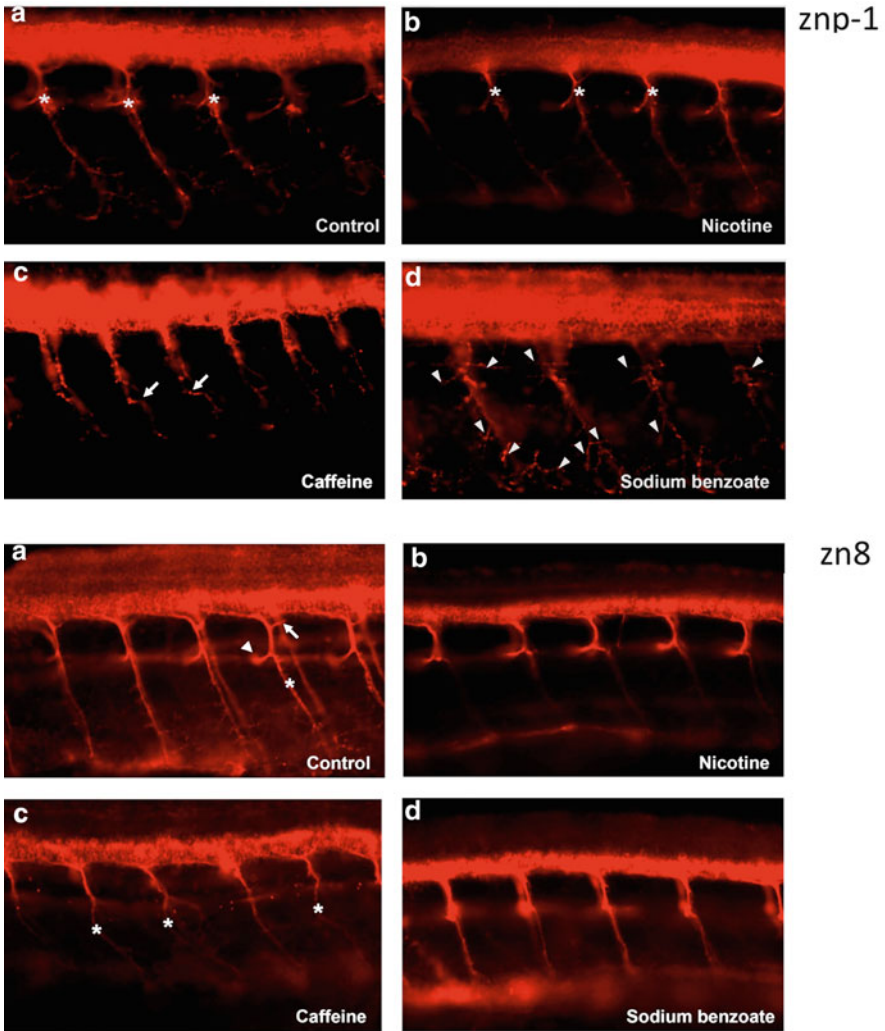 a
b
znp-1
*
*
*
*
*
*
Control
Nicotine
c
d
Caffeine
Sodium benzoate
a
b
zn8
*
Control
Nicotine
c
d
*
*
*
Caffeine
Sodium benzoate